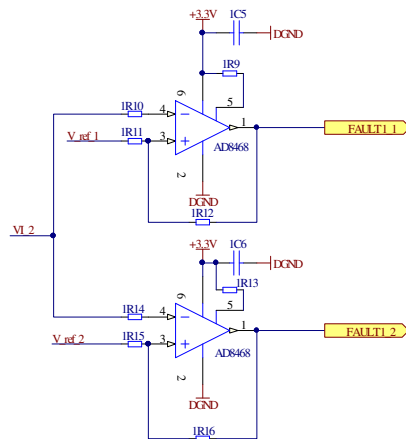 +3.3V
1C5
DGND
1R9
6
5
1R10
4
V_ref_1
1R11
3
1
FAULT1_1
AD8468
2
DGND
1R12
VI_2
+3.3V
1C6
DGND
1R13
6
5
1R14
4
V_ref_2
1R15
3
1
FAULT1_2
AD8468
2
DGND
1R16